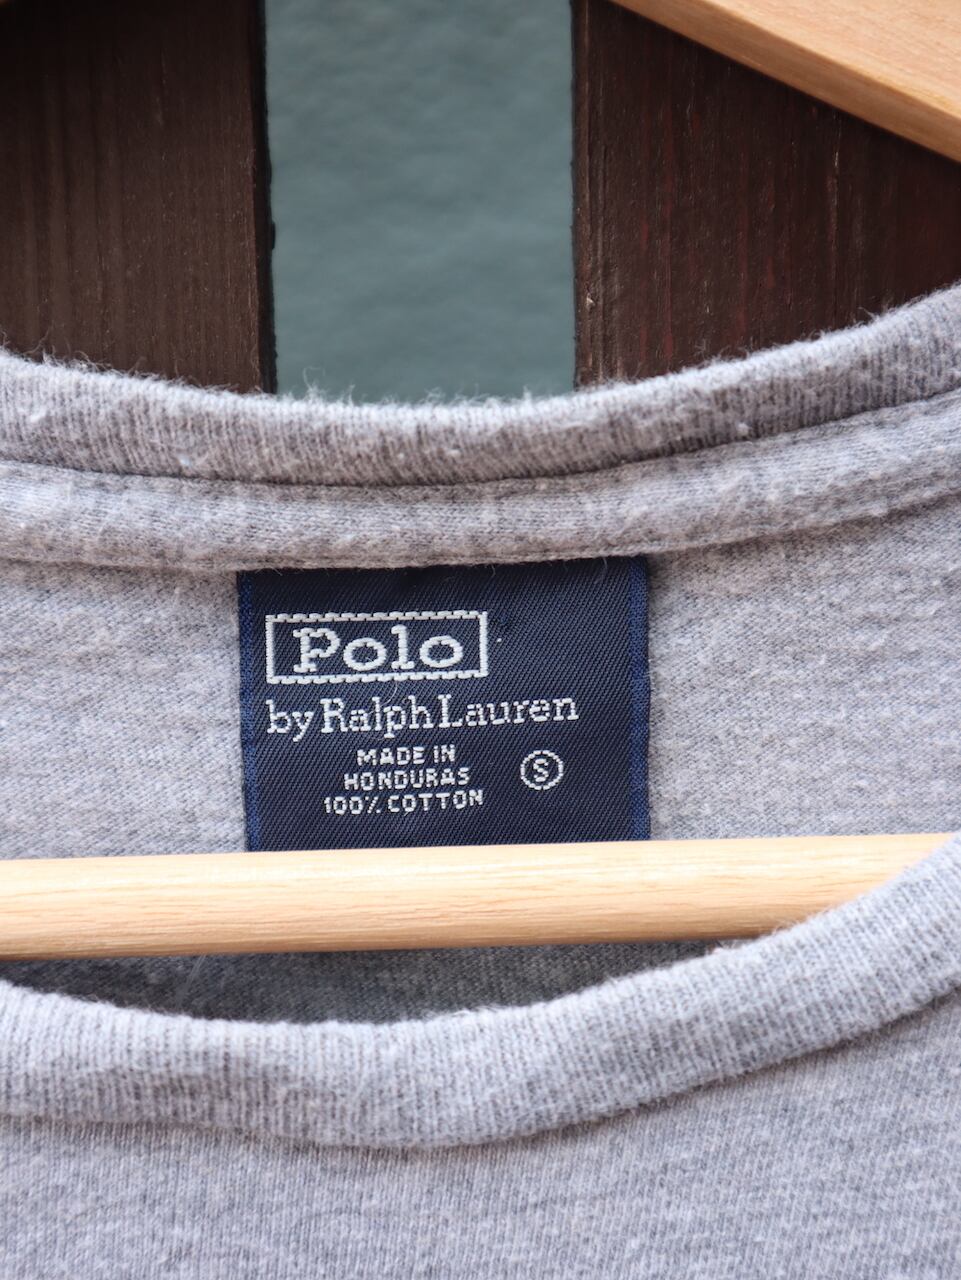 Polo
by Ralph Lauren
MADE IN
HONDURAS
100% COTTON
S